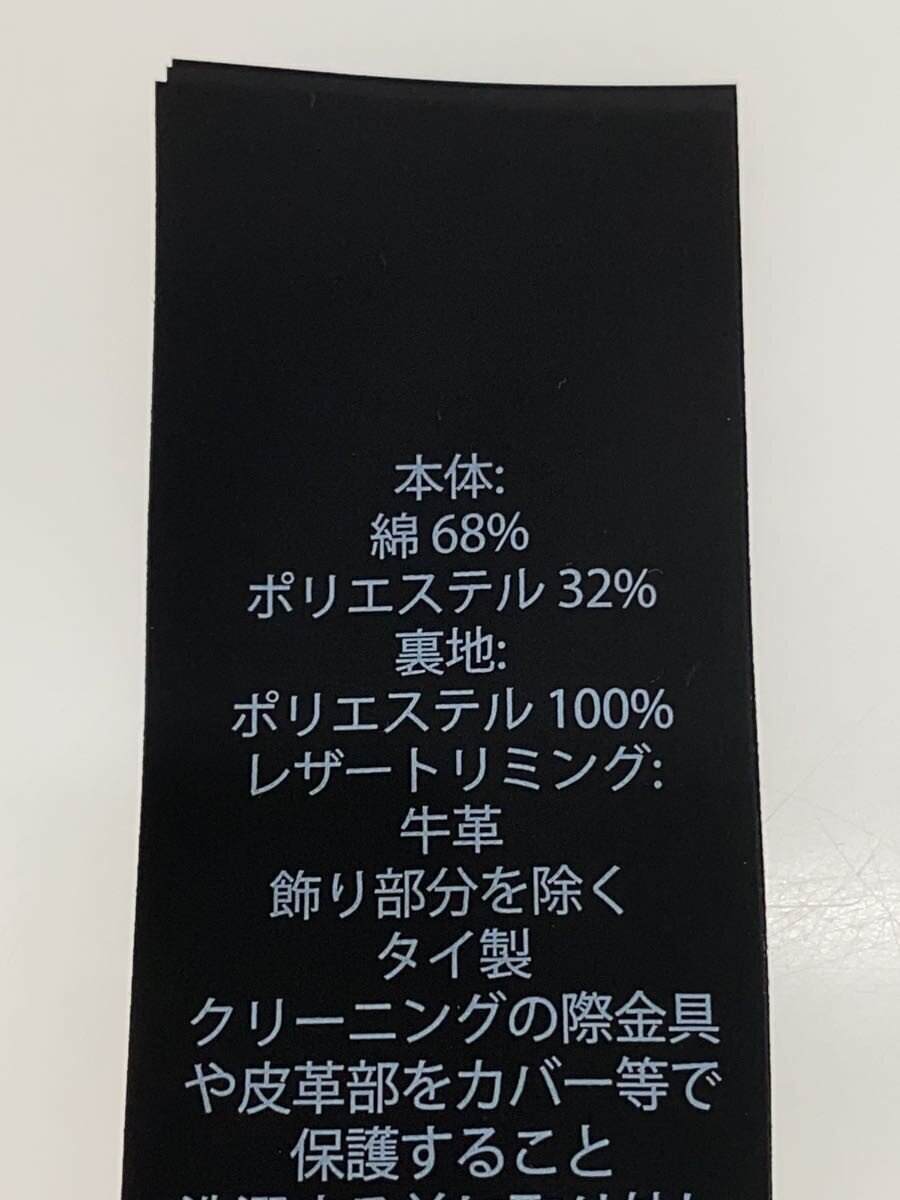 本体:
綿 68%
ポリエステル 32%
裏地:
ポリエステル 100%
レザートリミング:
牛革
飾り部分を除く
タイ製
クリーニングの際金具
や皮革部をカバー等で
保護すること